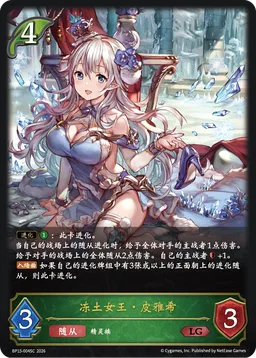 4
进化 1：此卡进化。
当自己的战场上的随从进化时，给予全体对手的主战者1点伤害。
给予对手的战场上的全体随从2点伤害。自己的主战者 +1。
入场曲 如果自己的牌组中有3张或以上的正面朝上的进化随
从，则此卡进化。
冻土女王·皮雅希
3
随从
精灵族
LG
3
BP15-004SC 2026
© Cygames, Inc. Published by NetEase Games